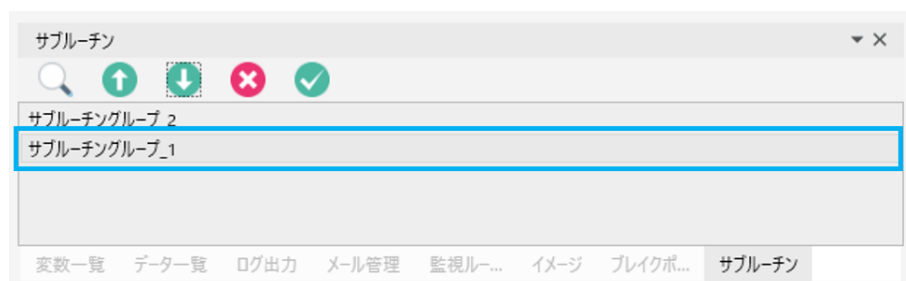 サブルーチン
サブルーチングループ_2
サブルーチングループ_1
変数一覧 データ一覧 ログ出力 メール管理 監視ルー... イメージ ブレイクポ... サブルーチン